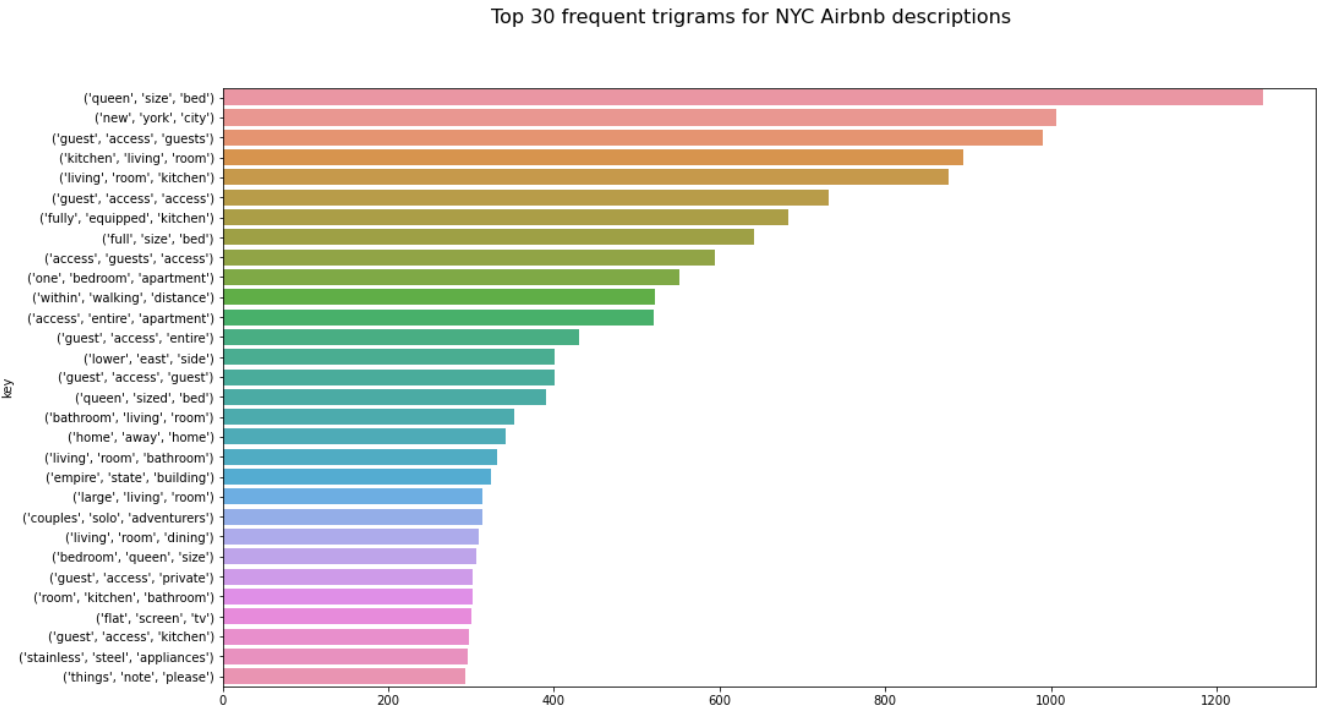 Top 30 frequent trigrams for NYC Airbnb descriptions
('queen', 'size', 'bed')
('new', 'york', 'city')
('guest', 'access', 'guests')
('kitchen', 'living', 'room')
('living', 'room', 'kitchen')
('guest', 'access', 'access')
('fully', 'equipped', 'kitchen')
('full', 'size', 'bed')
('access', 'guests', 'access')
('one', 'bedroom', 'apartment')
('within', 'walking', 'distance')
('access', 'entire', 'apartment')
('guest', 'access', 'entire')
('lower', 'east', 'side')
('guest', 'access', 'guest')
('queen', 'sized', 'bed')
('bathroom', 'living', 'room')
('home', 'away', 'home')
('living', 'room', 'bathroom')
('empire', 'state', 'building')
('large', 'living', 'room')
('couples', 'solo', 'adventurers')
('living', 'room', 'dining')
('bedroom', 'queen', 'size')
('guest', 'access', 'private')
('room', 'kitchen', 'bathroom')
('flat', 'screen', 'tv')
('guest', 'access', 'kitchen')
('stainless', 'steel', 'appliances')
('things', 'note', 'please')
key
0 200 400 600 800 1000 1200